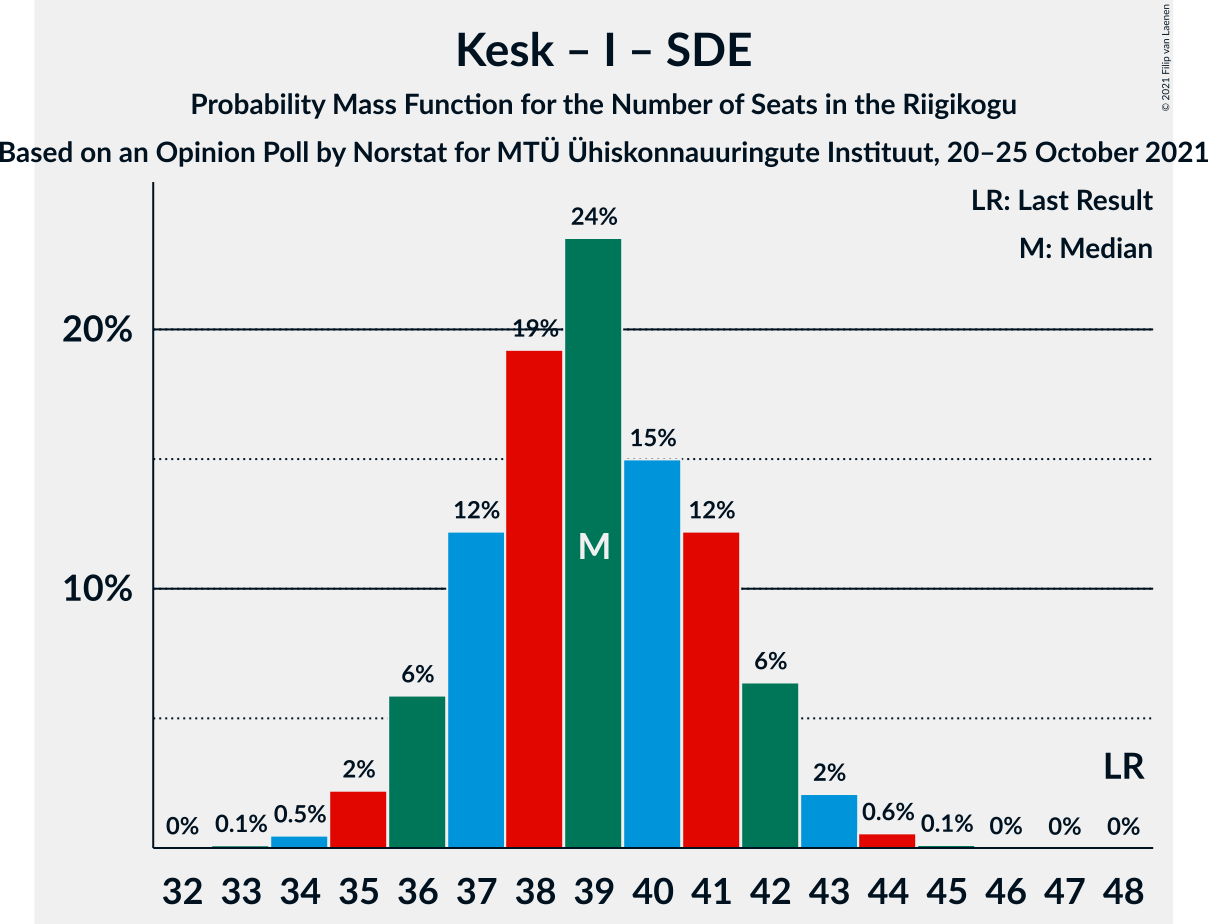 Kesk – I – SDE
Probability Mass Function for the Number of Seats in the Riigikogu
Based on an Opinion Poll by Norstat for MTÜ Ühiskonnauuringute Instituut, 20–25 October 2021
© 2021 Filip van Laenen
LR: Last Result
M: Median
24%
20%
19%
15%
12%
12%
M
10%
6%
6%
LR
2%
2%
0%
0.1%
0.5%
0.6%
0.1%
0%
0%
0%
32 33 34 35 36 37 38 39 40 41 42 43 44 45 46 47 48